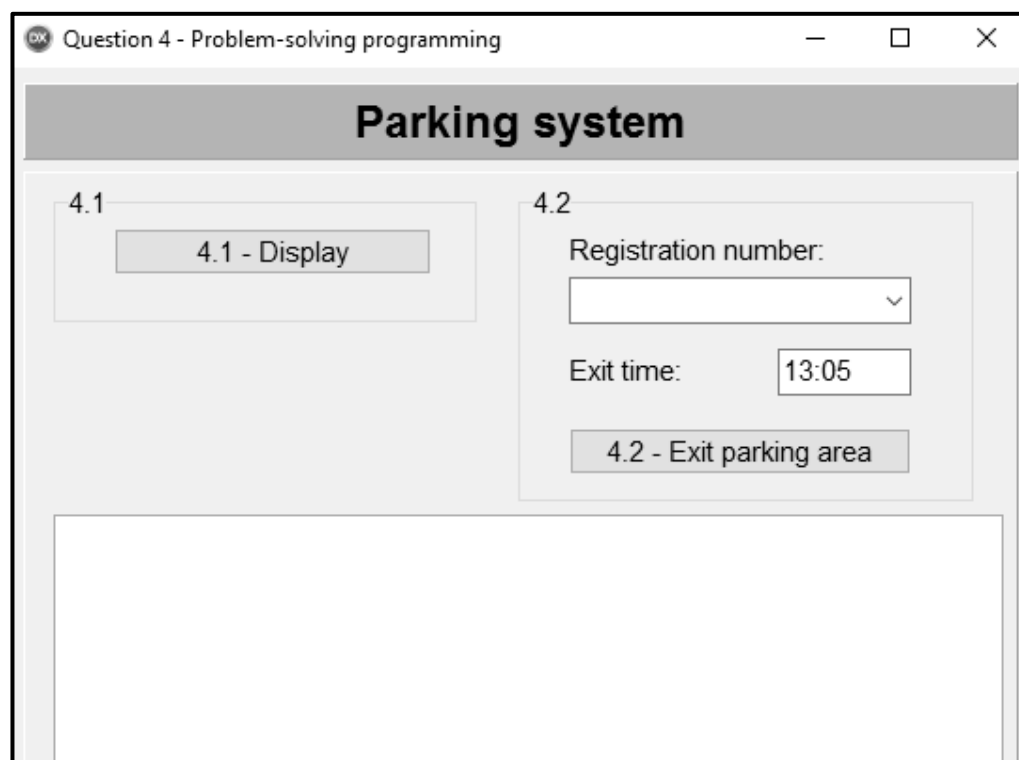 DX Question 4 - Problem-solving programming
Parking system
4.1
4.1 - Display
4.2
Registration number:
Exit time: 13:05
4.2 - Exit parking area